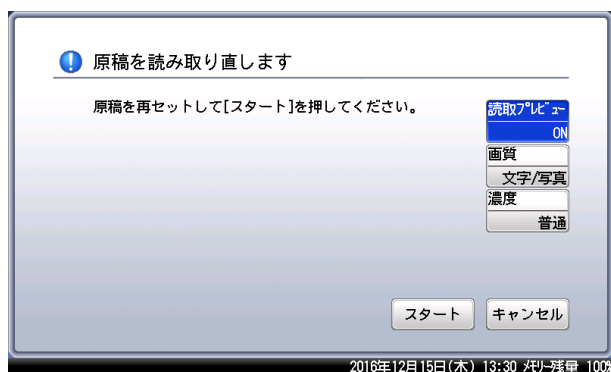 原稿を読み取り直します
原稿を再セットして[スタート]を押してください。
読取ﾌﾟﾚﾋﾞｭｰ
ON
画質
文字/写真
濃度
普通
スタート
キャンセル
2016年12月15日(木) 13:30 ﾒﾓﾘｰ残量 100%